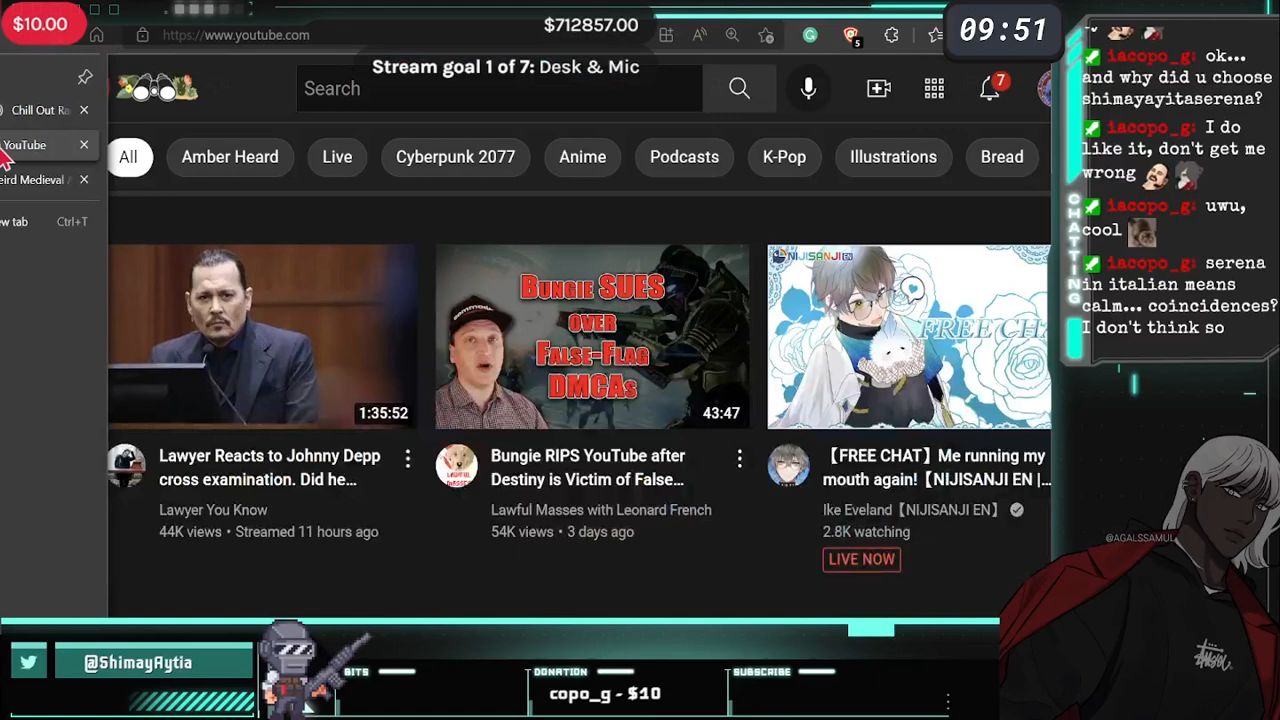 $10.00
https://www.youtube.com
$712857.00
5
09:51
Stream goal 1 of 7: Desk & Mic
Chill Out Ra
YouTube
eird Medieval
ew tab Ctrl+T
Search
7
All
Amber Heard
Live
Cyberpunk 2077
Anime
Podcasts
K-Pop
Illustrations
Bread
1:35:52
Lawyer Reacts to Johnny Depp
cross examination. Did he...
Lawyer You Know
44K views • Streamed 11 hours ago
BUNGIE SUES
OVER
FALSE-FLAG
DMCAs
43:47
Bungie RIPS YouTube after
Destiny is Victim of False...
Lawful Masses with Leonard French
54K views • 3 days ago
NIJISANJI EN
FREE CHA
【FREE CHAT】Me running my
mouth again!【NIJISANJI EN |...
Ike Eveland【NIJISANJI EN】
2.8K watching
LIVE NOW
CHATTING
iacopo_g: ok...
and why did u choose
shimayayitaserena?
iacopo_g: I do
like it, don't get me
wrong
iacopo_g: uwu,
cool
iacopo_g: serena
in italian means
calm... coincidences?
I don't think so
@AGALSSAMUL
@ShimayAytia
BITS
DONATION
copo_g - $10
SUBSCRIBE